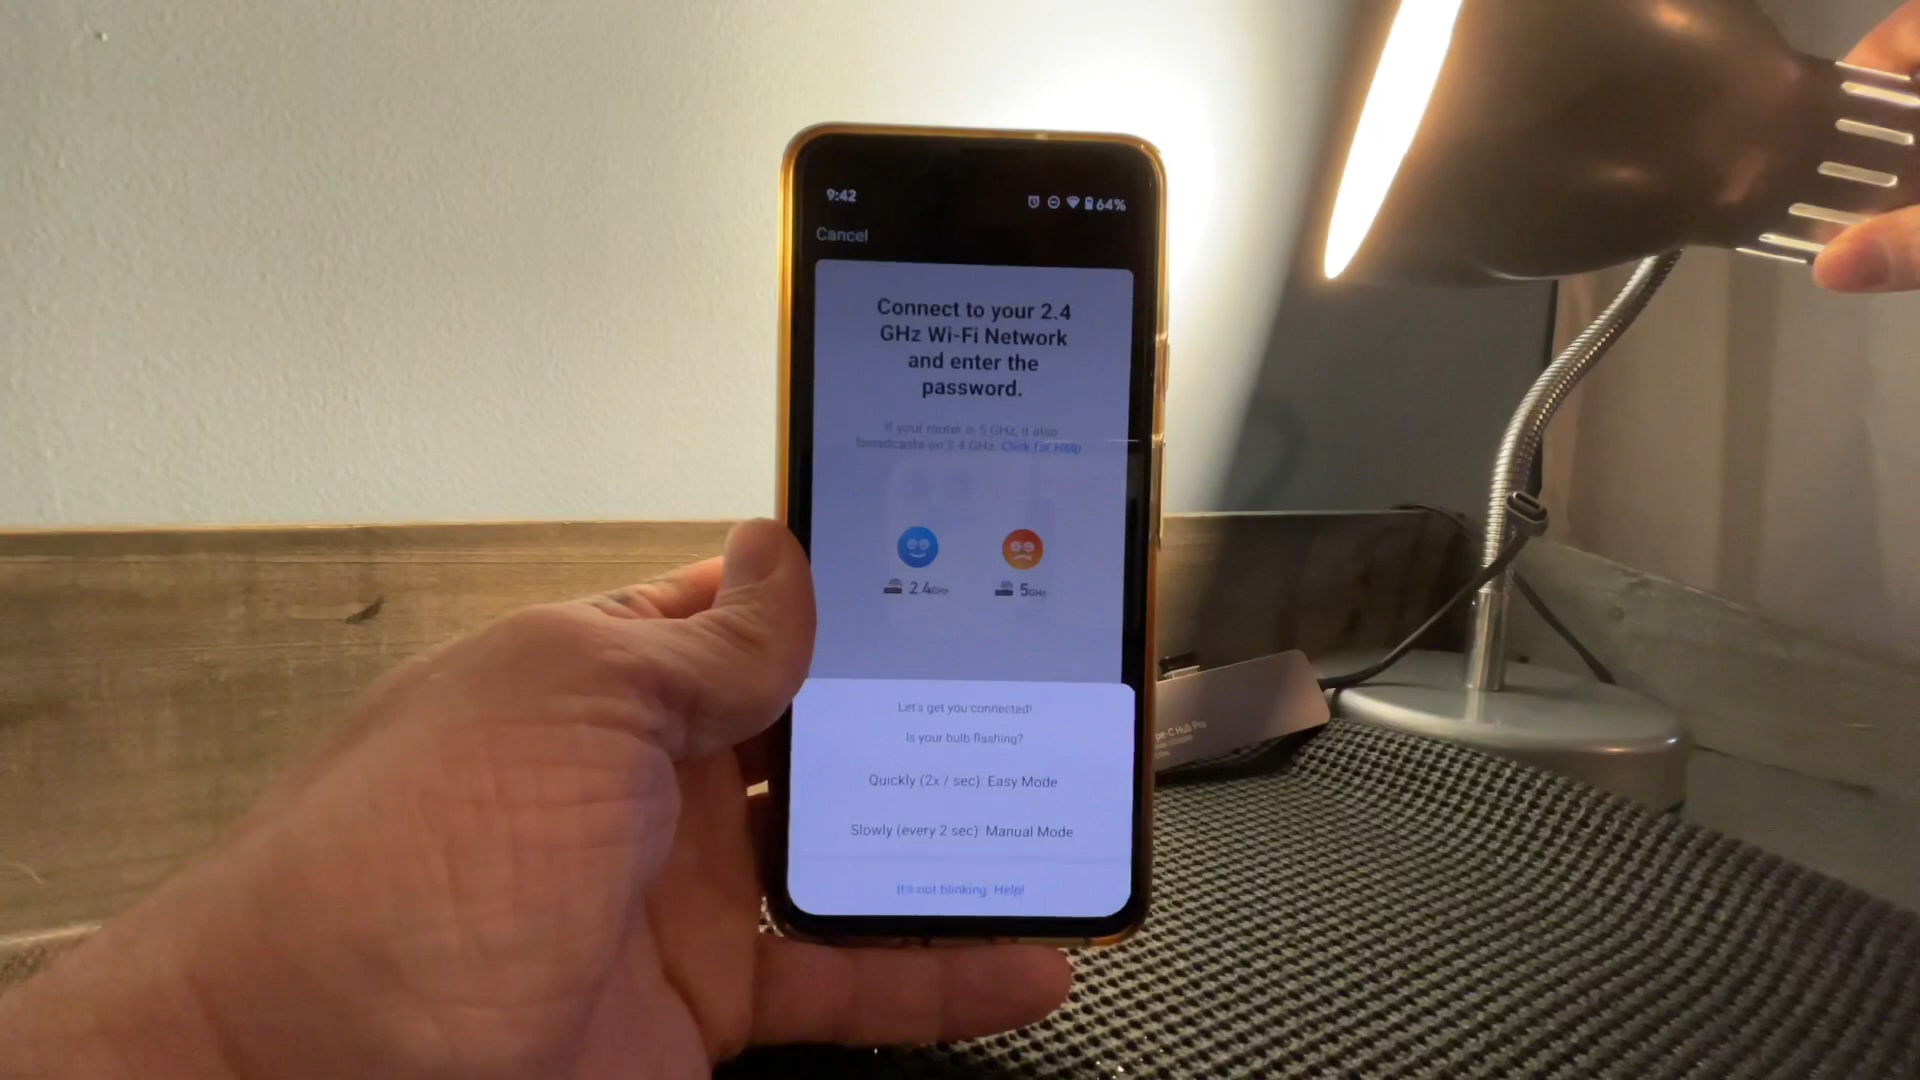 9:42
64%
Cancel
Connect to your 2.4
GHz Wi-Fi Network
and enter the
password.
If your router is 5 GHz, it also
broadcasts on 2.4 GHz. Click for Help
2.4GHz
5GHz
Let's get you connected!
Is your bulb flashing?
Quickly (2x / sec): Easy Mode
Slowly (every 2 sec): Manual Mode
It's not blinking. Help!
pe-C Hub Pro